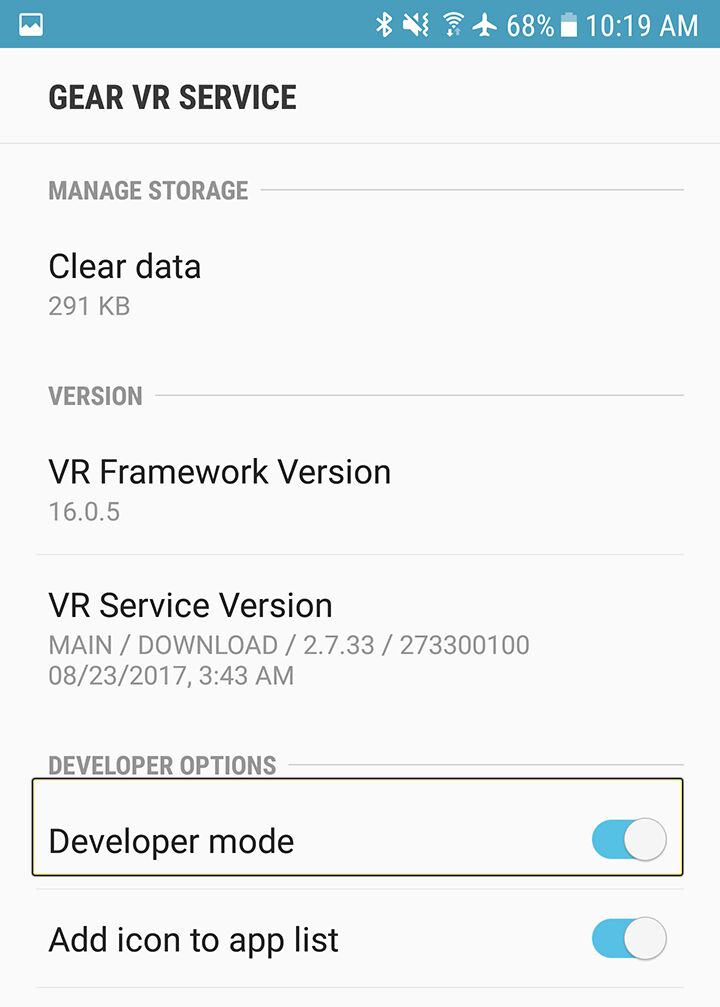 68% 10:19 AM
GEAR VR SERVICE
MANAGE STORAGE
Clear data
291 KB
VERSION
VR Framework Version
16.0.5
VR Service Version
MAIN / DOWNLOAD / 2.7.33 / 273300100
08/23/2017, 3:43 AM
DEVELOPER OPTIONS
Developer mode
Add icon to app list